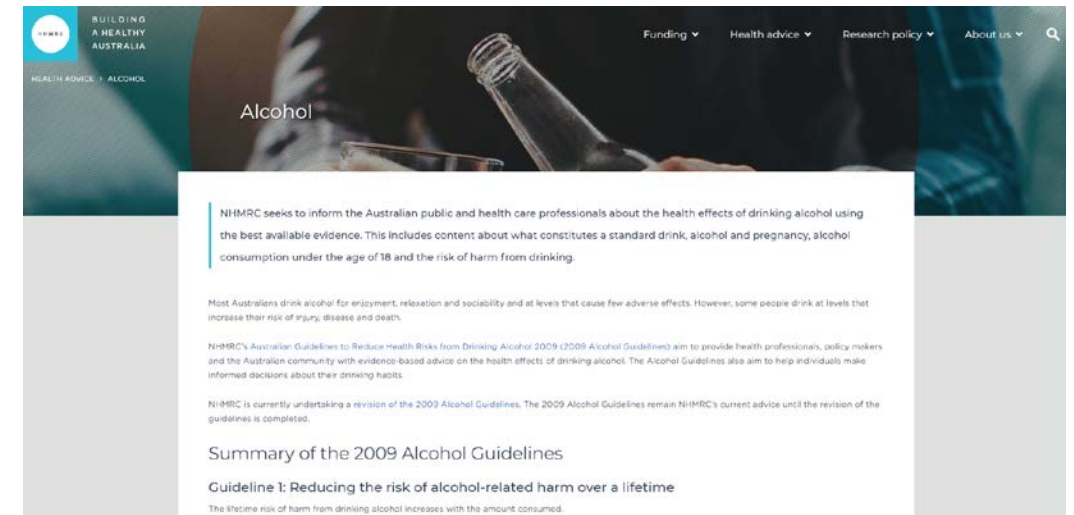 NHMRC
BUILDING
A HEALTHY
AUSTRALIA
Funding
Health advice
Research policy
About us
HEALTH ADVICE > ALCOHOL
Alcohol
NHMRC seeks to inform the Australian public and health care professionals about the health effects of drinking alcohol using
the best available evidence. This includes content about what constitutes a standard drink, alcohol and pregnancy, alcohol
consumption under the age of 18 and the risk of harm from drinking.
Most Australians drink alcohol for enjoyment, relaxation and sociability and at levels that cause few adverse effects. However, some people drink at levels that
increase their risk of injury, disease and death.
NHMRC's Australian Guidelines to Reduce Health Risks from Drinking Alcohol 2009 (2009 Alcohol Guidelines) aim to provide health professionals, policy makers
and the Australian community with evidence-based advice on the health effects of drinking alcohol. The Alcohol Guidelines also aim to help individuals make
informed decisions about their drinking habits.
NHMRC is currently undertaking a revision of the 2009 Alcohol Guidelines. The 2009 Alcohol Guidelines remain NHMRC's current advice until the revision of the
guidelines is completed.
Summary of the 2009 Alcohol Guidelines
Guideline 1: Reducing the risk of alcohol-related harm over a lifetime
The lifetime risk of harm from drinking alcohol increases with the amount consumed.